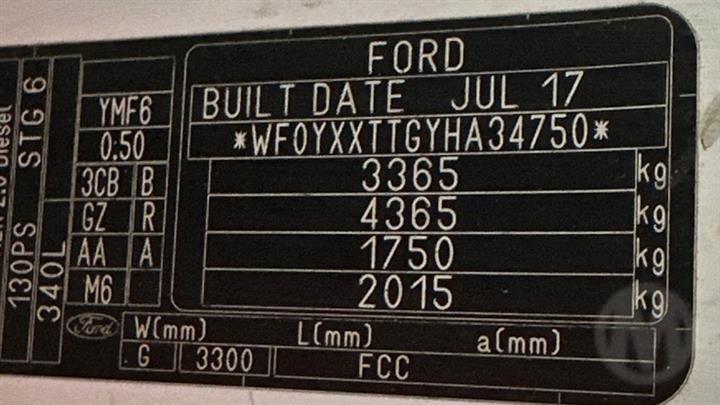 FORD
BUILT DATE JUL 17
*WF0YXXTTGYHA34750*
3365 kg
4365 kg
1750 kg
2015 kg
YMF6
0:50
3CB B
GZ R
AA A
M6
Diesel
130PS
STG 6
340L
Ford
W(mm) L(mm) a(mm)
G 3300 FCC
M